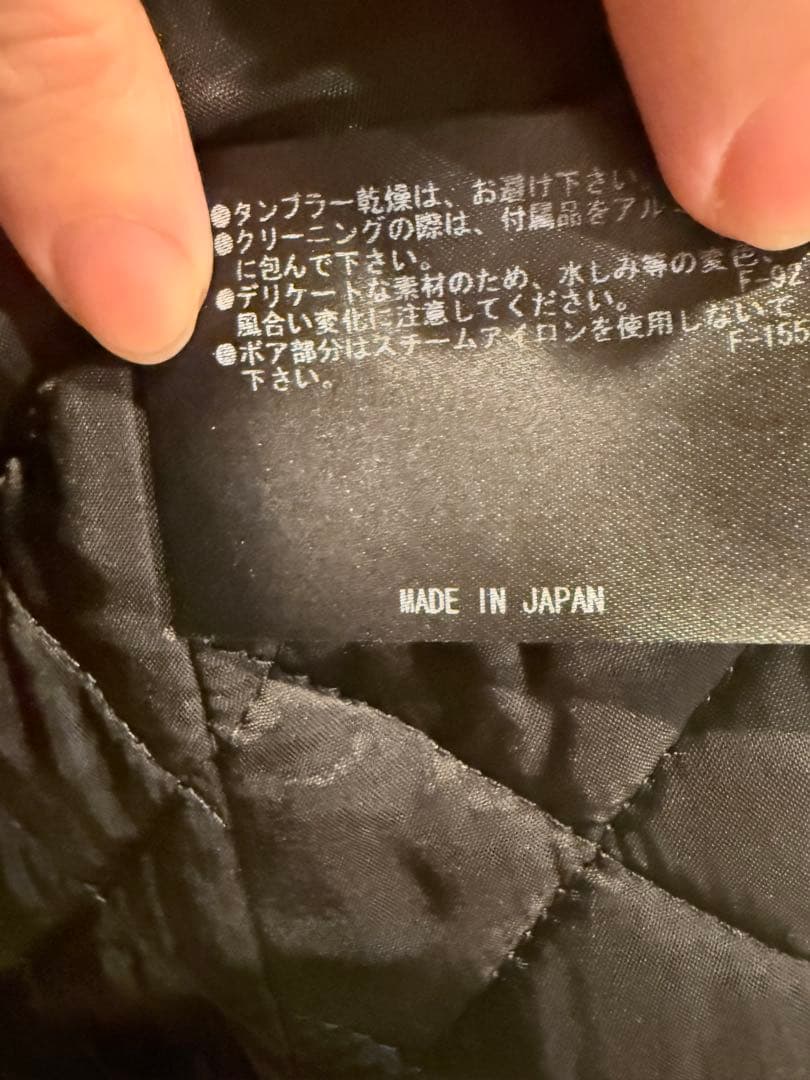 ●タンブラー乾燥は、お避け下さい。
●クリーニングの際は、付属品をアル
に包んで下さい。
●デリケートな素材のため、水しみ等の変色、
風合い変化に注意してください。 F-92
●ボア部分はスチームアイロンを使用しないで
下さい。 F-155
MADE IN JAPAN